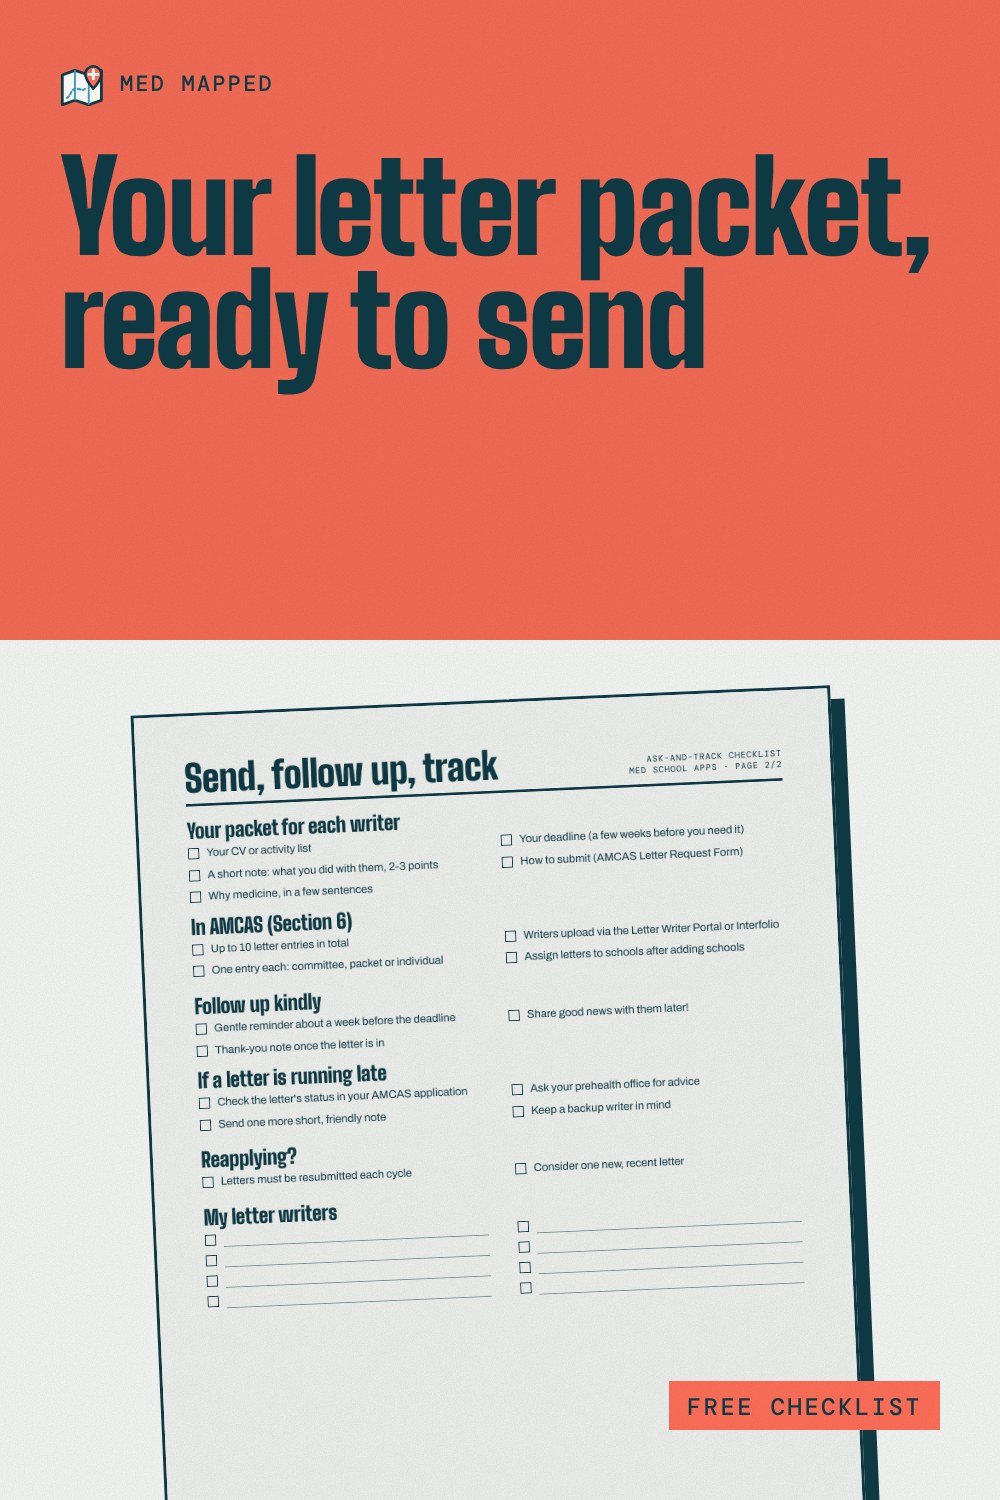 MED MAPPED
Your letter packet,
ready to send
Send, follow up, track
ASK-AND-TRACK CHECKLIST
MED SCHOOL APPS · PAGE 2/2
Your packet for each writer
Your CV or activity list
A short note: what you did with them, 2-3 points
Why medicine, in a few sentences
Your deadline (a few weeks before you need it)
How to submit (AMCAS Letter Request Form)
In AMCAS (Section 6)
Up to 10 letter entries in total
One entry each: committee, packet or individual
Writers upload via the Letter Writer Portal or Interfolio
Assign letters to schools after adding schools
Follow up kindly
Gentle reminder about a week before the deadline
Thank-you note once the letter is in
Share good news with them later!
If a letter is running late
Check the letter's status in your AMCAS application
Send one more short, friendly note
Ask your prehealth office for advice
Keep a backup writer in mind
Reapplying?
Letters must be resubmitted each cycle
Consider one new, recent letter
My letter writers
FREE CHECKLIST